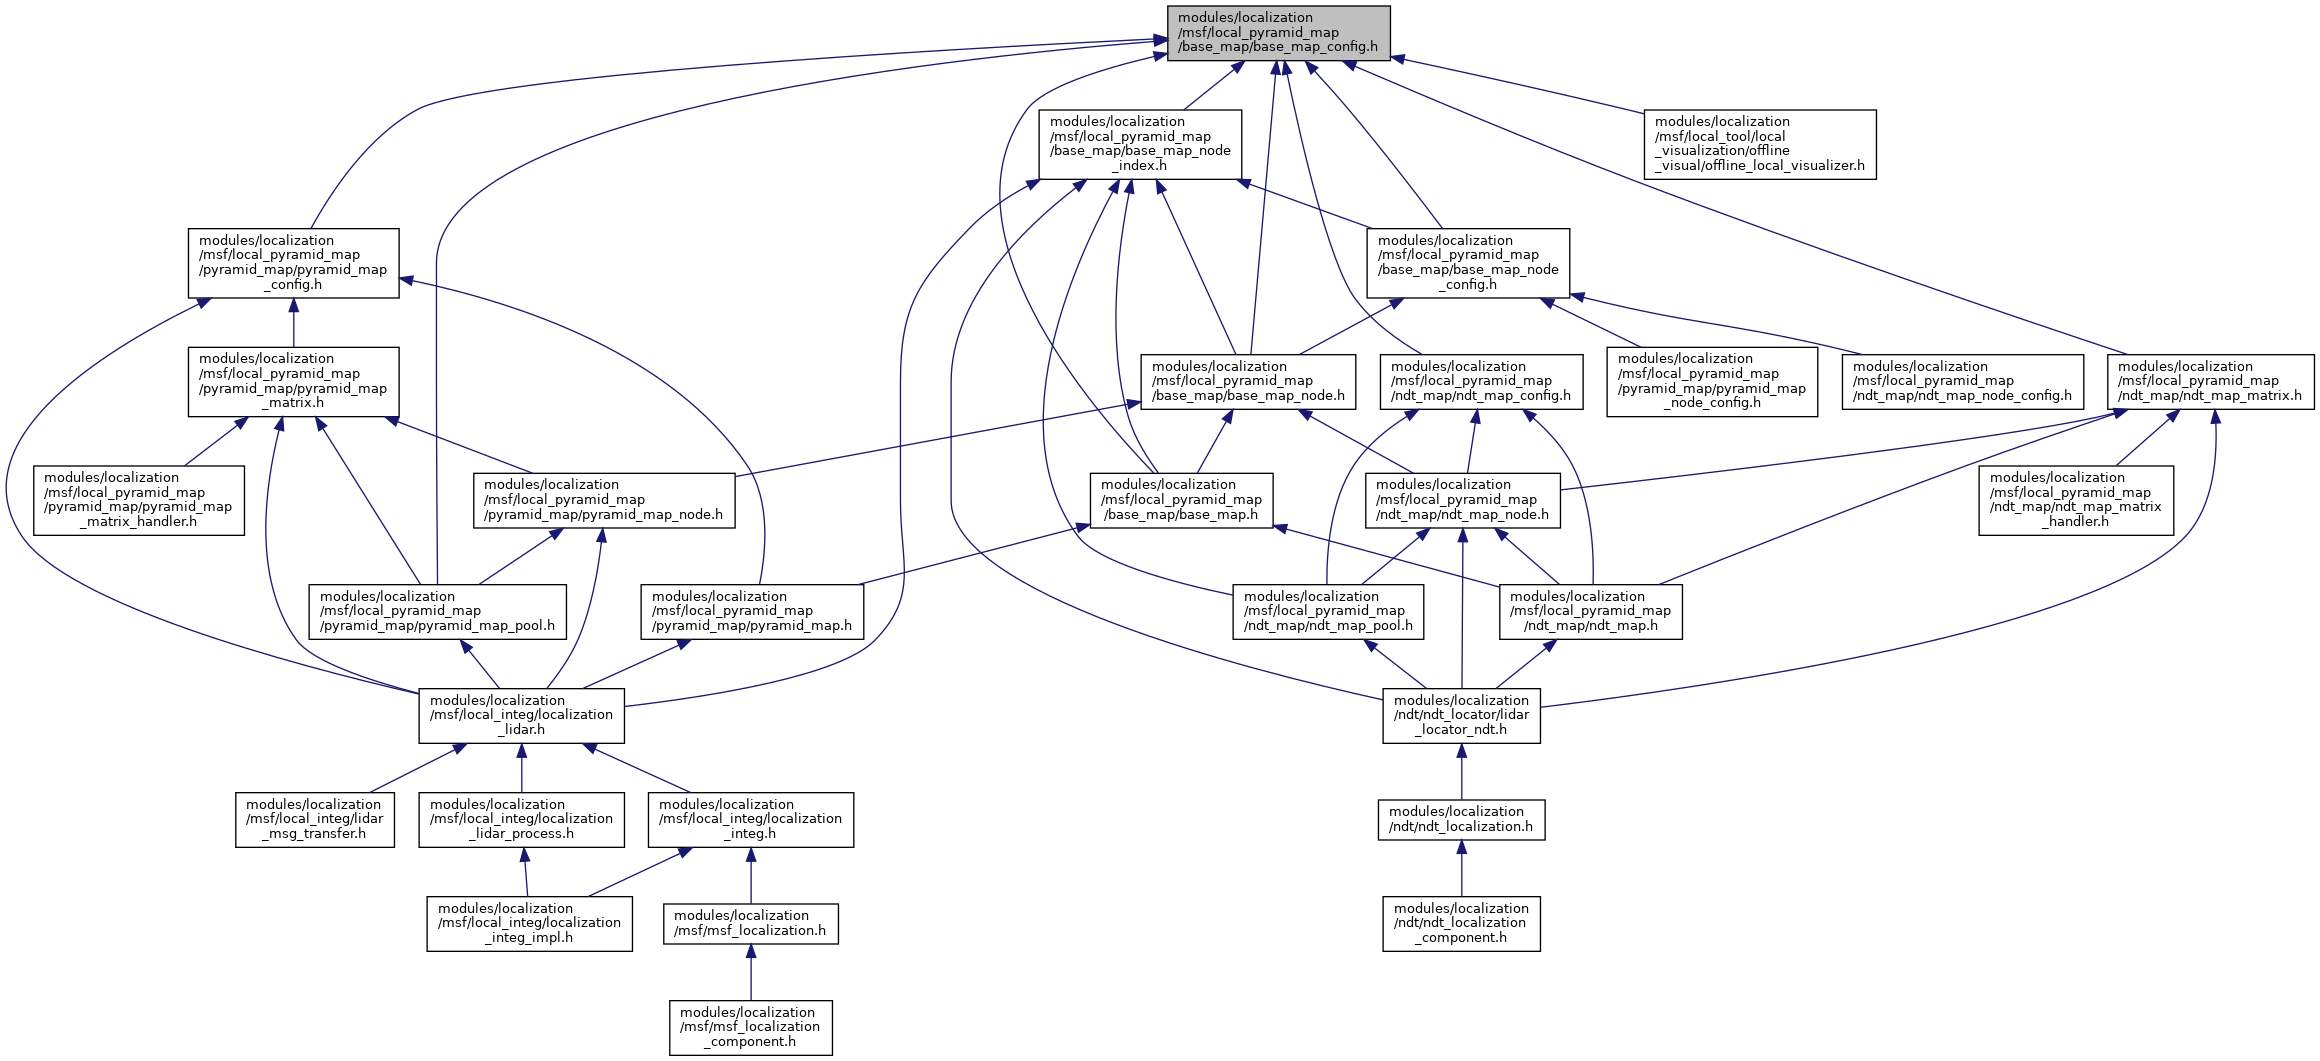 modules/localization
/msf/local_pyramid_map
/base_map/base_map_config.h
modules/localization
/msf/local_pyramid_map
/base_map/base_map_node
_index.h
modules/localization
/msf/local_tool/local
_visualization/offline
_visual/offline_local_visualizer.h
modules/localization
/msf/local_pyramid_map
/pyramid_map/pyramid_map
_config.h
modules/localization
/msf/local_pyramid_map
/base_map/base_map_node
_config.h
modules/localization
/msf/local_pyramid_map
/pyramid_map/pyramid_map
_matrix.h
modules/localization
/msf/local_pyramid_map
/base_map/base_map_node.h
modules/localization
/msf/local_pyramid_map
/ndt_map/ndt_map_config.h
modules/localization
/msf/local_pyramid_map
/pyramid_map/pyramid_map
_node_config.h
modules/localization
/msf/local_pyramid_map
/ndt_map/ndt_map_node_config.h
modules/localization
/msf/local_pyramid_map
/ndt_map/ndt_map_matrix.h
modules/localization
/msf/local_pyramid_map
/pyramid_map/pyramid_map
_matrix_handler.h
modules/localization
/msf/local_pyramid_map
/pyramid_map/pyramid_map_node.h
modules/localization
/msf/local_pyramid_map
/base_map/base_map.h
modules/localization
/msf/local_pyramid_map
/ndt_map/ndt_map_node.h
modules/localization
/msf/local_pyramid_map
/ndt_map/ndt_map_matrix
_handler.h
modules/localization
/msf/local_pyramid_map
/pyramid_map/pyramid_map_pool.h
modules/localization
/msf/local_pyramid_map
/pyramid_map/pyramid_map.h
modules/localization
/msf/local_pyramid_map
/ndt_map/ndt_map_pool.h
modules/localization
/msf/local_pyramid_map
/ndt_map/ndt_map.h
modules/localization
/msf/local_integ/localization
_lidar.h
modules/localization
/ndt/ndt_locator/lidar
_locator_ndt.h
modules/localization
/msf/local_integ/lidar
_msg_transfer.h
modules/localization
/msf/local_integ/localization
_lidar_process.h
modules/localization
/msf/local_integ/localization
_integ.h
modules/localization
/ndt/ndt_localization.h
modules/localization
/msf/local_integ/localization
_integ_impl.h
modules/localization
/msf/msf_localization.h
modules/localization
/ndt/ndt_localization
_component.h
modules/localization
/msf/msf_localization
_component.h